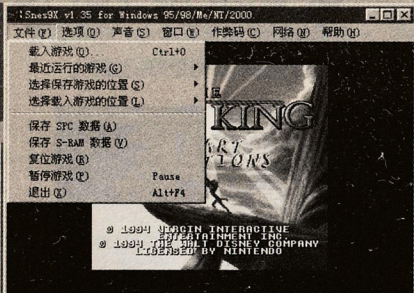 Snes9X v1.35 for Windows 95/98/Me/NT/2000
文件(F) 选项(O) 声音(S) 窗口(E) 作弊码(C) 网络(N) 帮助(H)
载入游戏(O)... Ctrl+O
最近运行的游戏(G)
选择保存游戏的位置(S)
选择载入游戏的位置(L)
保存 SPC 数据(A)
保存 S-RAM 数据(V)
复位游戏(R)
暂停游戏(P) Pause
退出(X) Alt+F4
KING
© 1994 VIRGIN INTERACTIVE
ENTERTAINMENT INC.
© 1994 THE WALT DISNEY COMPANY
LICENSED BY NINTENDO